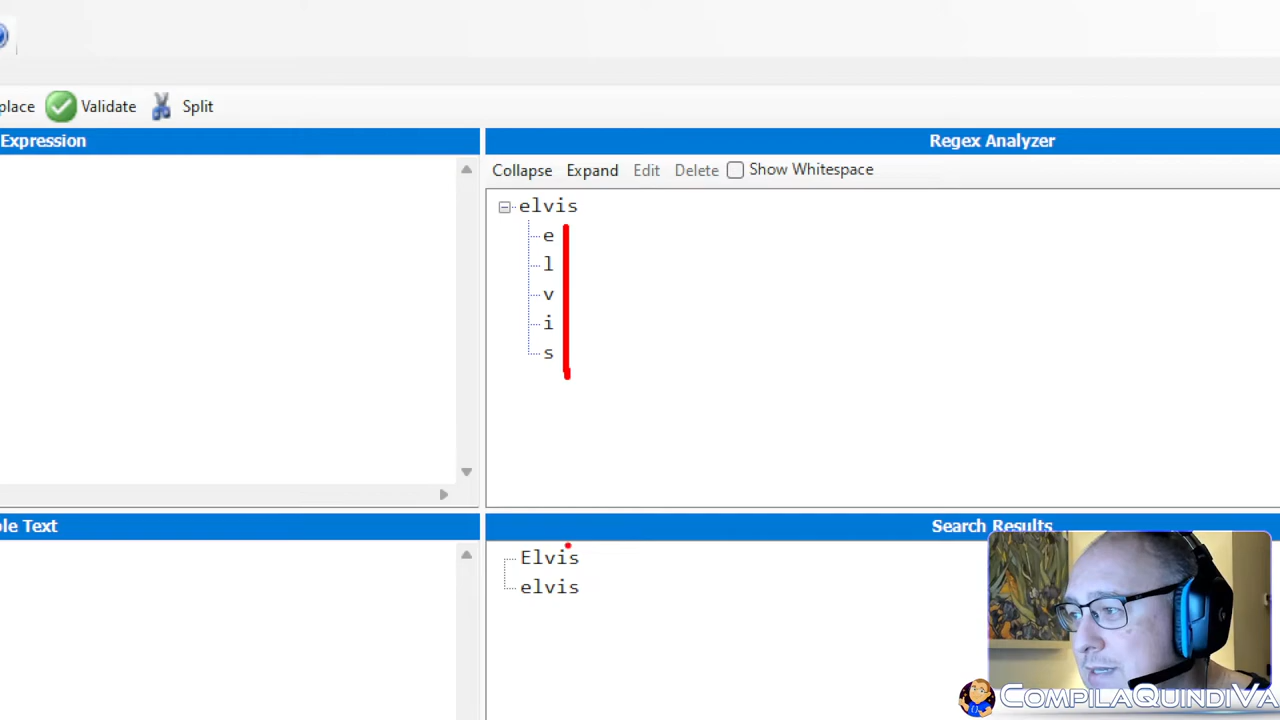 place Validate Split
Expression
Regex Analyzer
Collapse Expand Edit Delete Show Whitespace
elvis
e
l
v
i
s
le Text
Search Results
Elvis
elvis
COMPILAQUINDIVA